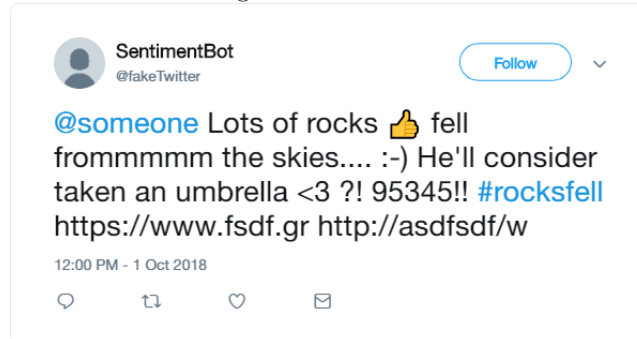 SentimentBot
@fakeTwitter
Follow
@someone Lots of rocks 👍 fell
frommmmm the skies.... :-) He'll consider
taken an umbrella <3 ?! 95345!! #rocksfell
https://www.fsdf.gr http://asdfsdf/w
12:00 PM - 1 Oct 2018